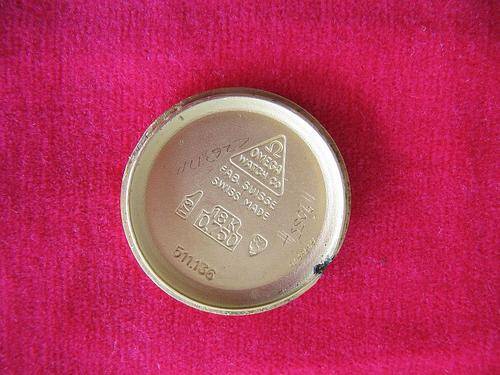 Ω
OMEGA
WATCH CO
FAB. SUISSE
SWISS MADE
18K
0.750
511.136